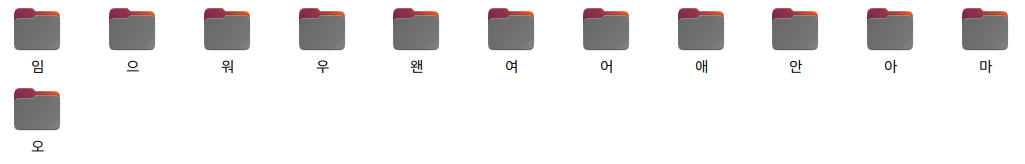 임 으 워 우 왠 여 어 애 안 아 마
오